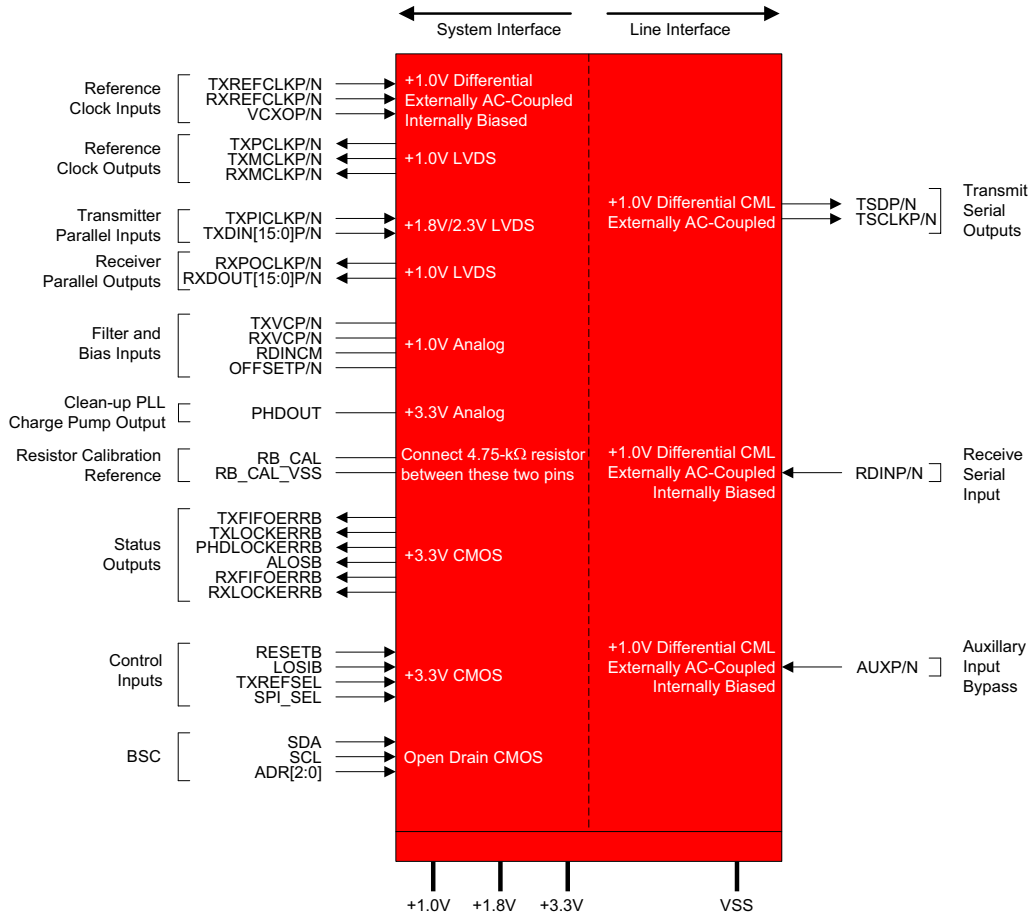 System Interface
Line Interface
Reference
Clock Inputs
TXREFCLKP/N
RXREFCLKP/N
VCXOP/N
+1.0V Differential
Externally AC-Coupled
Internally Biased
Reference
Clock Outputs
TXPCLKP/N
TXMCLKP/N
RXMCLKP/N
+1.0V LVDS
Transmitter
Parallel Inputs
TXPICLKP/N
TXDIN[15:0]P/N
+1.8V/2.3V LVDS
+1.0V Differential CML
Externally AC-Coupled
TSDP/N
TSCLKP/N
Transmit
Serial
Outputs
Receiver
Parallel Outputs
RXPOCLKP/N
RXDOUT[15:0]P/N
+1.0V LVDS
Filter and
Bias Inputs
TXVCP/N
RXVCP/N
RDINCM
OFFSETP/N
+1.0V Analog
Clean-up PLL
Charge Pump Output
PHDOUT
+3.3V Analog
Resistor Calibration
Reference
RB_CAL
RB_CAL_VSS
Connect 4.75-kΩ resistor
between these two pins
+1.0V Differential CML
Externally AC-Coupled
Internally Biased
RDINP/N
Receive
Serial
Input
Status
Outputs
TXFIFOERRB
TXLOCKERRB
PHDLOCKERRB
ALOSB
RXFIFOERRB
RXLOCKERRB
+3.3V CMOS
Control
Inputs
RESETB
LOSIB
TXREFSEL
SPI_SEL
+3.3V CMOS
+1.0V Differential CML
Externally AC-Coupled
Internally Biased
AUXP/N
Auxillary
Input
Bypass
BSC
SDA
SCL
ADR[2:0]
Open Drain CMOS
+1.0V
+1.8V
+3.3V
VSS